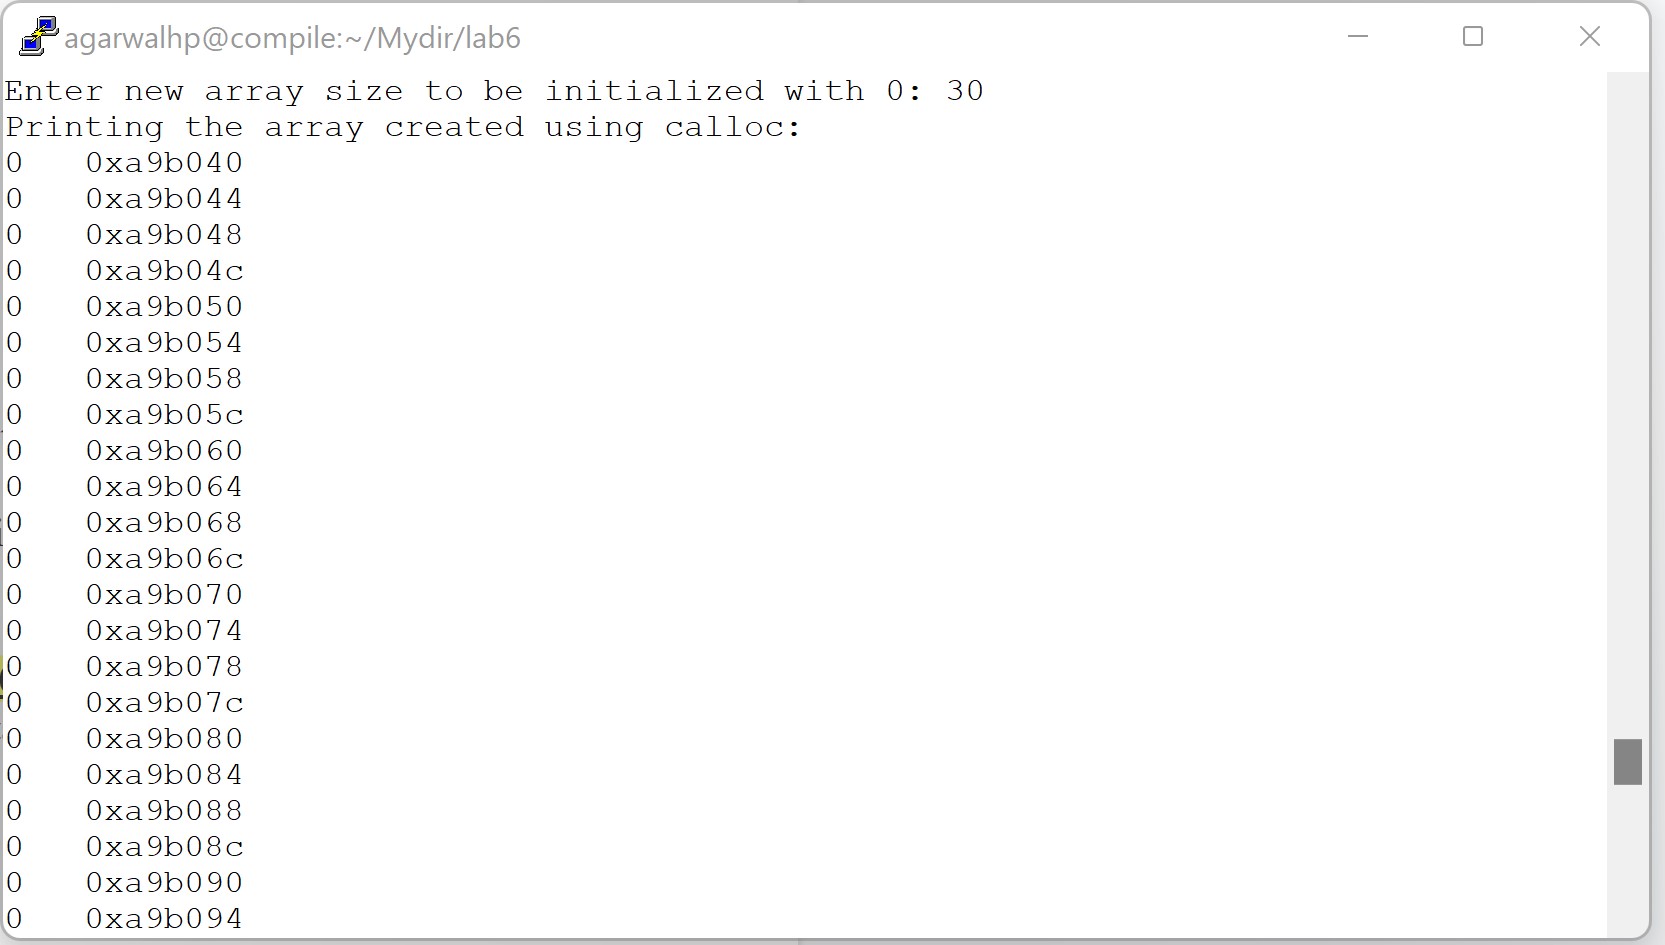 agarwalhp@compile:~/Mydir/lab6
Enter new array size to be initialized with 0: 30
Printing the array created using calloc:
0    0xa9b040
0    0xa9b044
0    0xa9b048
0    0xa9b04c
0    0xa9b050
0    0xa9b054
0    0xa9b058
0    0xa9b05c
0    0xa9b060
0    0xa9b064
0    0xa9b068
0    0xa9b06c
0    0xa9b070
0    0xa9b074
0    0xa9b078
0    0xa9b07c
0    0xa9b080
0    0xa9b084
0    0xa9b088
0    0xa9b08c
0    0xa9b090
0    0xa9b094